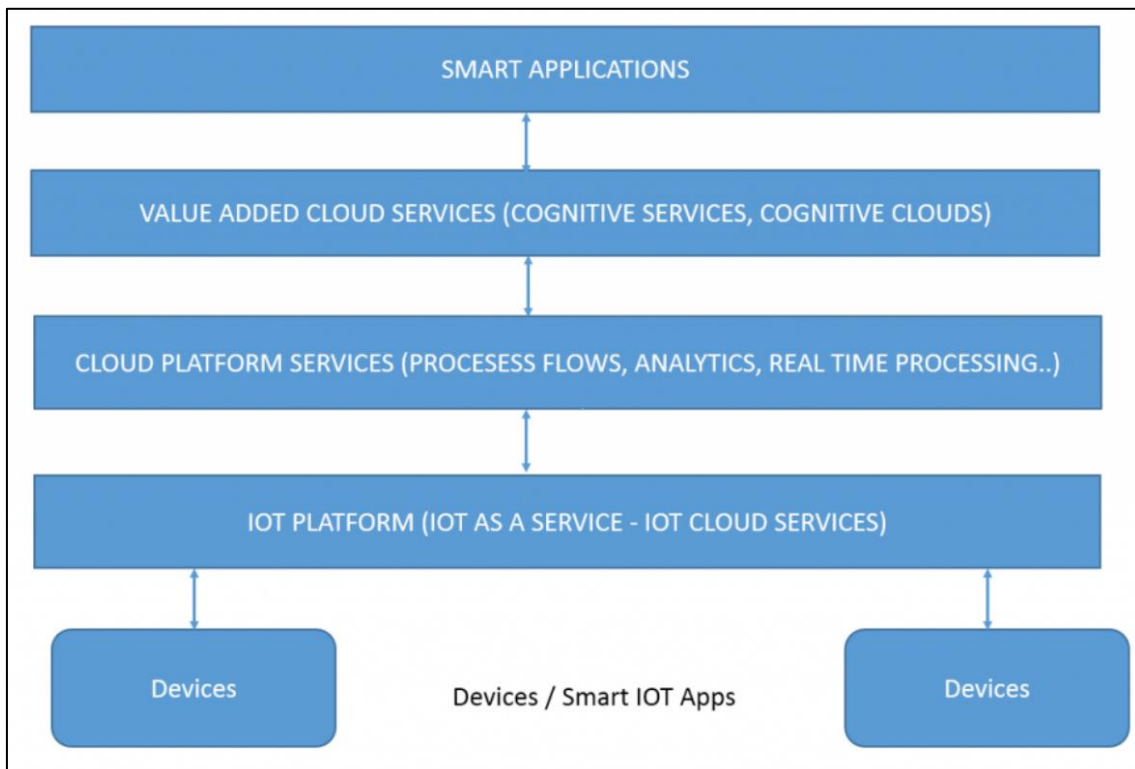 SMART APPLICATIONS
VALUE ADDED CLOUD SERVICES (COGNITIVE SERVICES, COGNITIVE CLOUDS)
CLOUD PLATFORM SERVICES (PROCESESS FLOWS, ANALYTICS, REAL TIME PROCESSING..)
IOT PLATFORM (IOT AS A SERVICE - IOT CLOUD SERVICES)
Devices
Devices / Smart IOT Apps
Devices